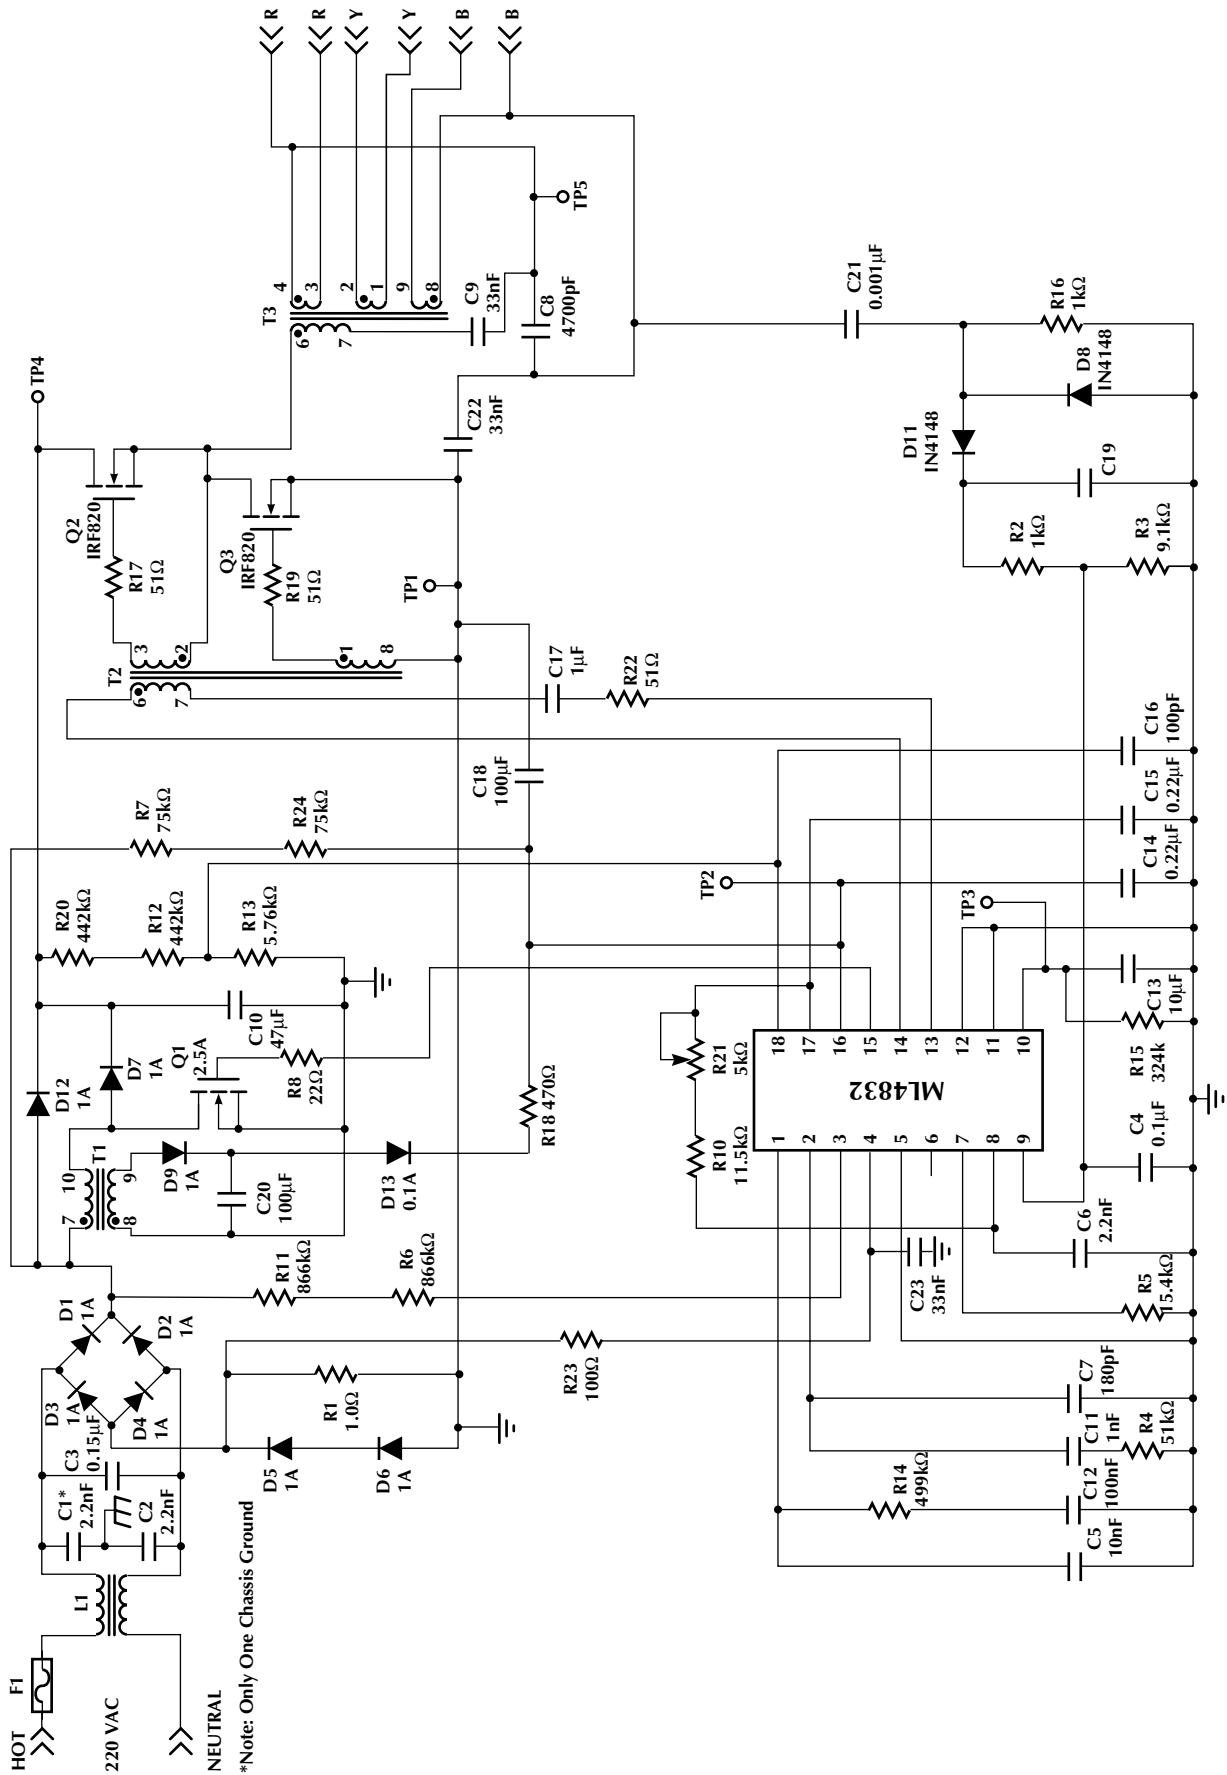 HOT
F1
220 VAC
NEUTRAL
*Note: Only One Chassis Ground
L1
C1*
2.2nF
C2
2.2nF
C3
0.15μF
D3
1A
D4
1A
D1
1A
D2
1A
D5
1A
D6
1A
R1
1.0Ω
R23
100Ω
R11
866kΩ
R6
866kΩ
T1
7
10
8
9
D9
1A
C20
100μF
D13
0.1A
R18 470Ω
D12
1A
D7
1A
Q1
2.5A
R8
22Ω
C10
47μF
R20
442kΩ
R12
442kΩ
R13
5.76kΩ
R7
75kΩ
R24
75kΩ
C18
100μF
T2
6
7
3
2
1
8
R17
51Ω
Q2
IRF820
Q3
IRF820
R19
51Ω
TP1
TP4
C17
1μF
R22
51Ω
C22
33nF
T3
6
7
4
3
2
1
9
8
C9
33nF
C8
4700pF
TP5
R
R
Y
Y
B
B
C21
0.001μF
R16
1kΩ
D8
IN4148
D11
IN4148
C19
R2
1kΩ
R3
9.1kΩ
C16
100pF
C15
0.22μF
C14
0.22μF
TP2
TP3
C13
10μF
R15
324k
R21
5kΩ
R10
11.5kΩ
ML4832
1
2
3
4
5
6
7
8
9
18
17
16
15
14
13
12
11
10
C4
0.1μF
C6
2.2nF
C23
33nF
R5
15.4kΩ
C7
180pF
C11
1nF
R4
51kΩ
R14
499kΩ
C12
100nF
C5
10nF